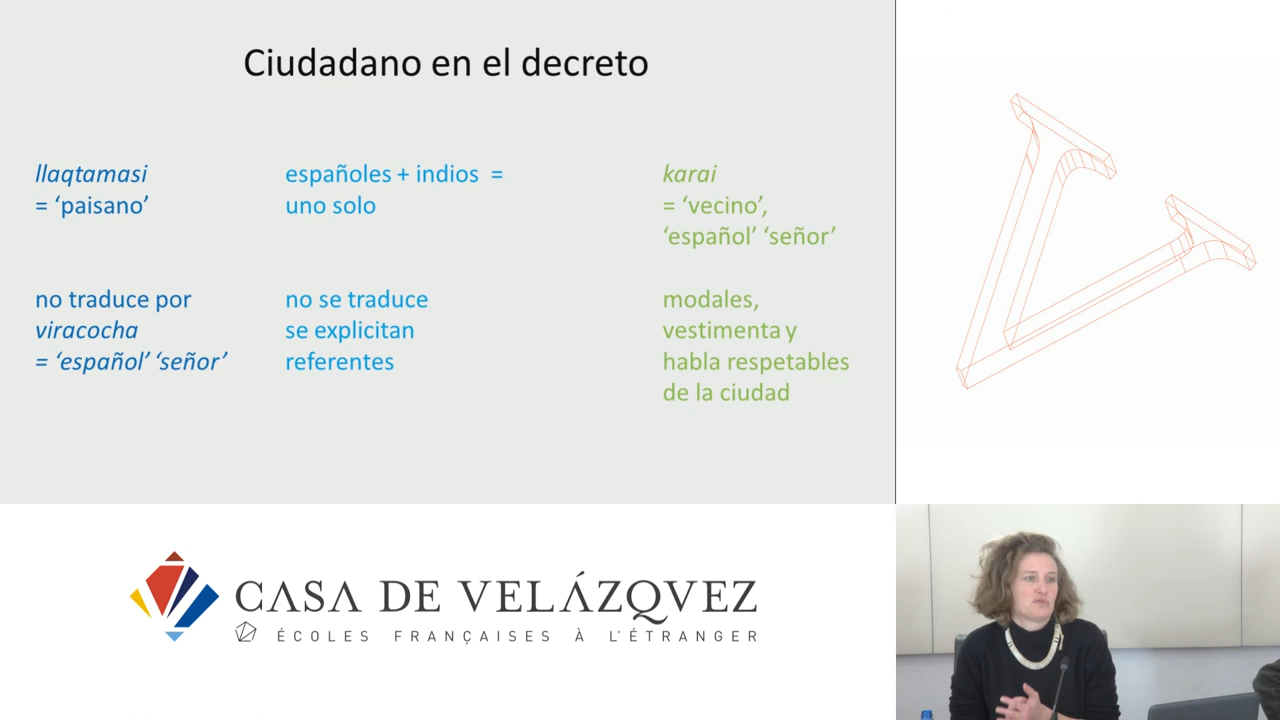 Ciudadano en el decreto
llaqtamasi
= ‘paisano’
españoles + indios =
uno solo
karai
= ‘vecino’,
‘español’ ‘señor’
no traduce por
viracocha
= ‘español’ ‘señor’
no se traduce
se explicitan
referentes
modales,
vestimenta y
habla respetables
de la ciudad
CASA DE VELÁZQVEZ
ÉCOLES FRANÇAISES À L'ÉTRANGER